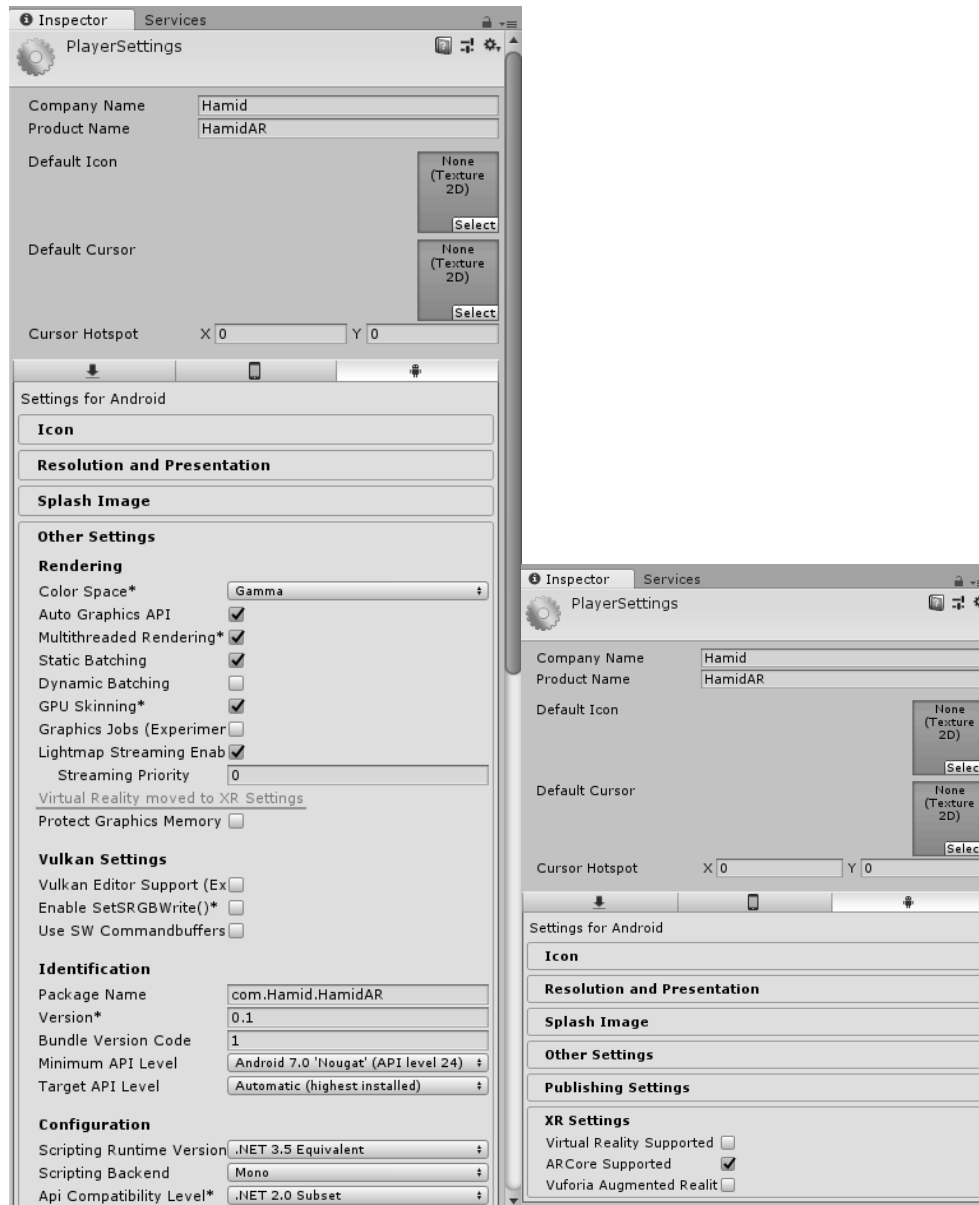 Inspector Services
PlayerSettings
Company Name Hamid
Product Name HamidAR
Default Icon
None
(Texture
2D)
Select
Default Cursor
None
(Texture
2D)
Select
Cursor Hotspot X 0 Y 0
Settings for Android
Icon
Resolution and Presentation
Splash Image
Other Settings
Rendering
Color Space* Gamma
Auto Graphics API
Multithreaded Rendering*
Static Batching
Dynamic Batching
GPU Skinning*
Graphics Jobs (Experimer
Lightmap Streaming Enab
Streaming Priority 0
Virtual Reality moved to XR Settings
Protect Graphics Memory
Vulkan Settings
Vulkan Editor Support (Ex
Enable SetSRGBWrite()*
Use SW Commandbuffers
Identification
Package Name com.Hamid.HamidAR
Version* 0.1
Bundle Version Code 1
Minimum API Level Android 7.0 'Nougat' (API level 24)
Target API Level Automatic (highest installed)
Configuration
Scripting Runtime Version .NET 3.5 Equivalent
Scripting Backend Mono
Api Compatibility Level* .NET 2.0 Subset
Inspector Services
PlayerSettings
Company Name Hamid
Product Name HamidAR
Default Icon
None
(Texture
2D)
Selec
Default Cursor
None
(Texture
2D)
Selec
Cursor Hotspot X 0 Y 0
Settings for Android
Icon
Resolution and Presentation
Splash Image
Other Settings
Publishing Settings
XR Settings
Virtual Reality Supported
ARCore Supported
Vuforia Augmented Realit